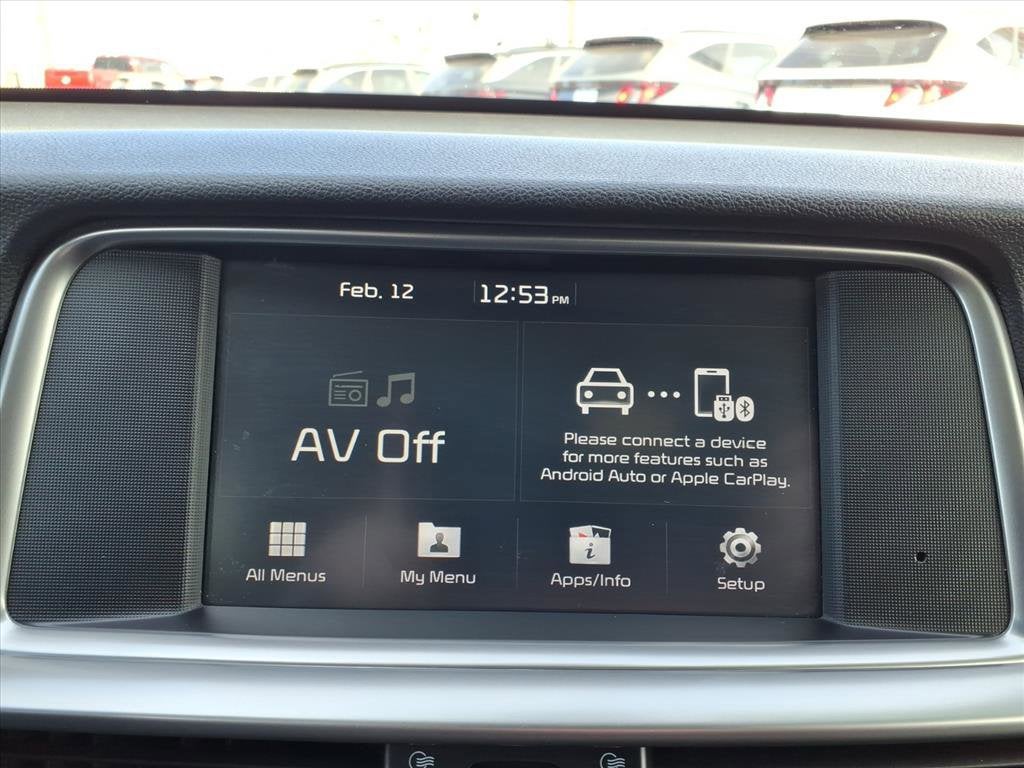 Feb. 12
12:53 PM
AV Off
Please connect a device
for more features such as
Android Auto or Apple CarPlay.
All Menus
My Menu
Apps/Info
Setup